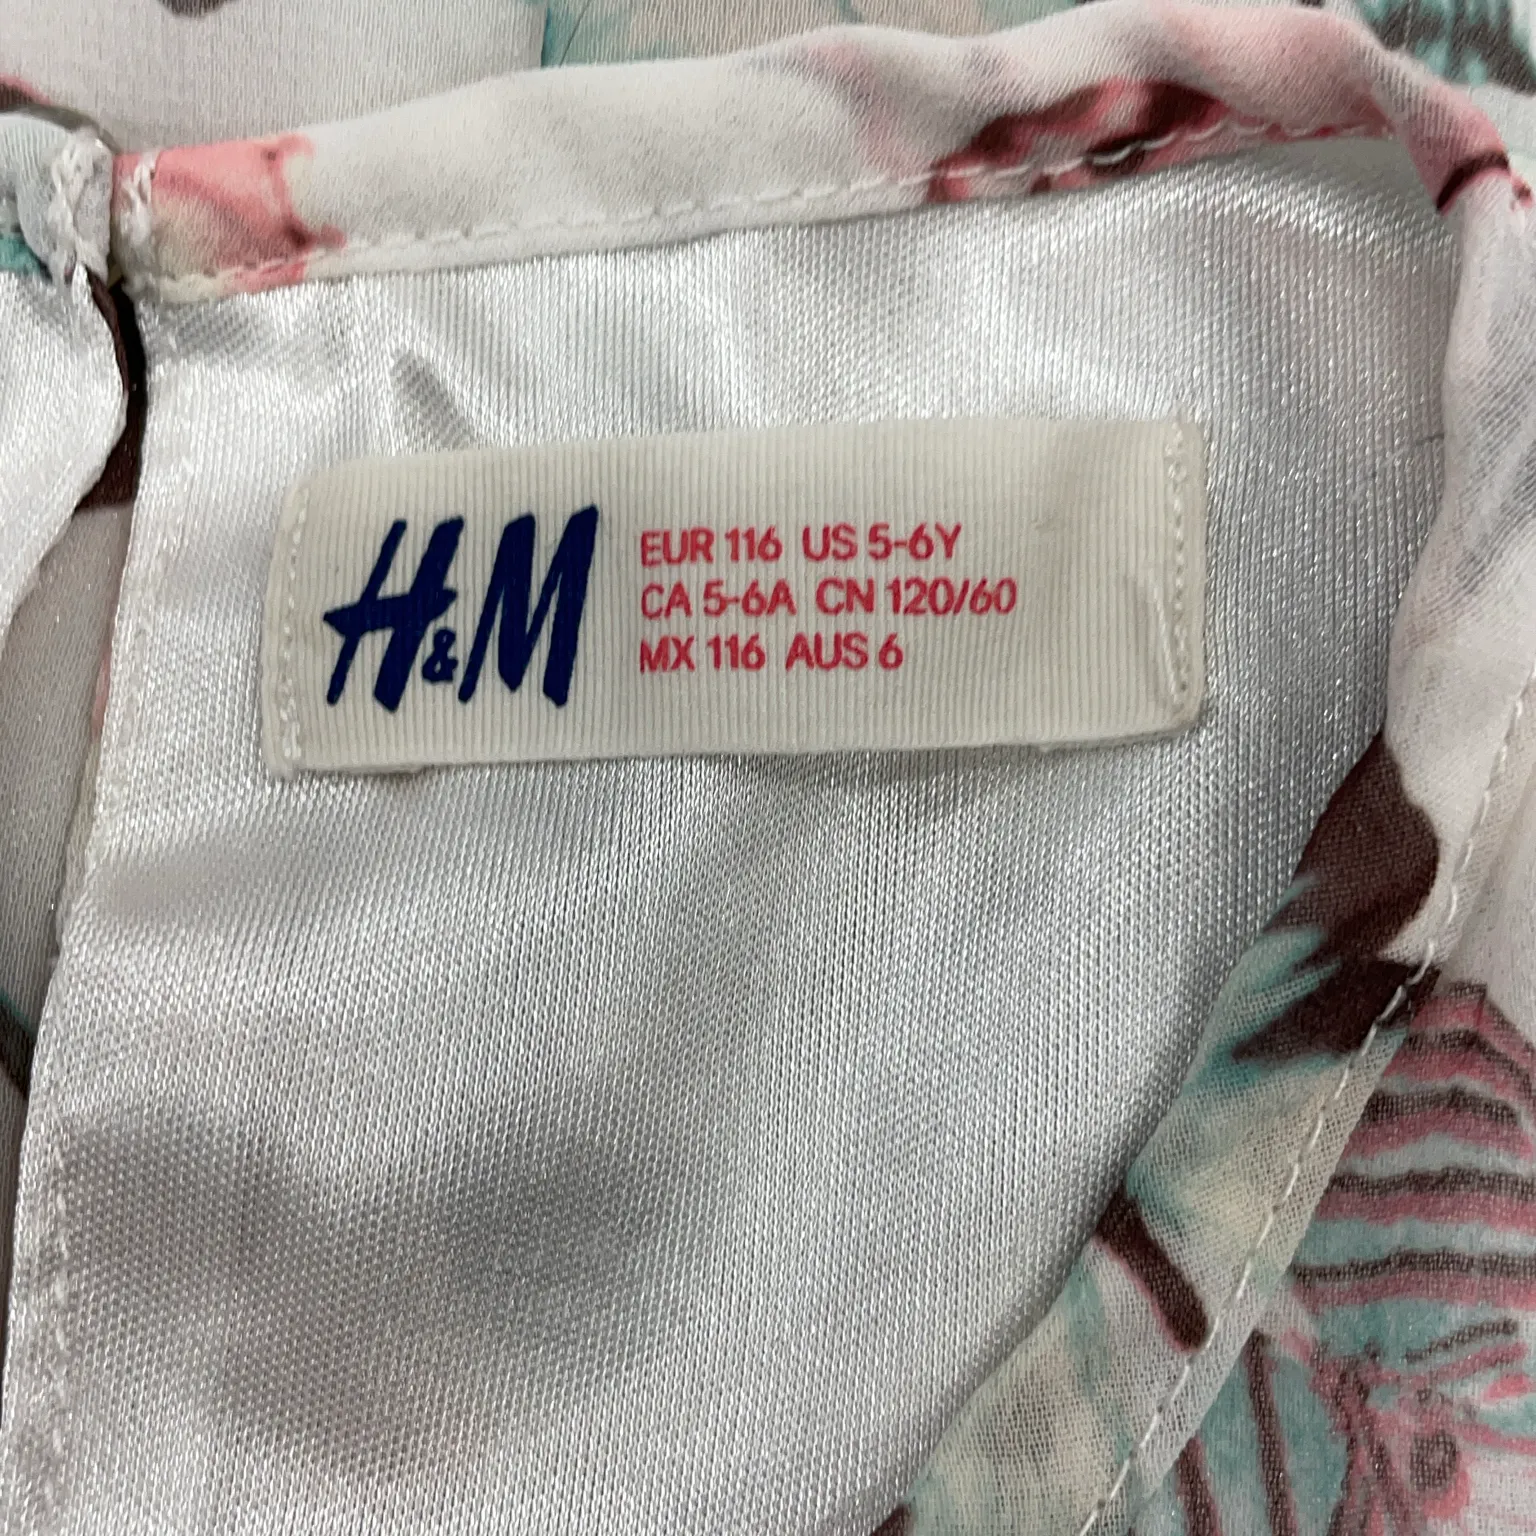 H&M
EUR 116 US 5-6Y
CA 5-6A CN 120/60
MX 116 AUS 6